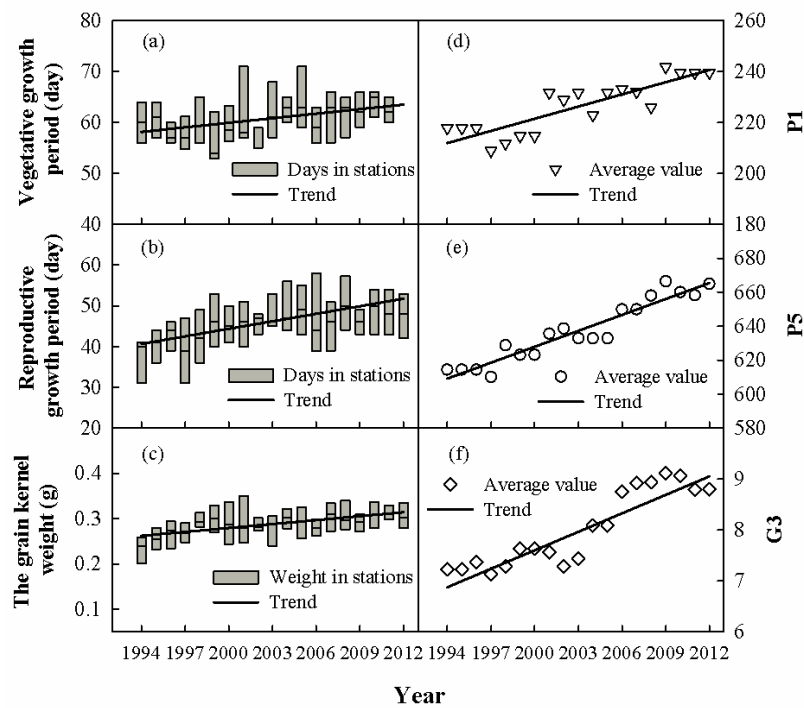 (a)
(d)
80
70
60
50
40
Vegetative growth
period (day)
Days in stations
Trend
Average value
Trend
260
240
220
200
180
P1
(b)
(e)
50
40
30
20
Reproductive
growth period (day)
Days in stations
Trend
Average value
Trend
660
640
620
600
580
P5
(c)
(f)
0.4
0.3
0.2
0.1
The grain kernel
weight (g)
Weight in stations
Trend
Average value
Trend
9
8
7
6
G3
1994 1997 2000 2003 2006 2009 2012
1994 1997 2000 2003 2006 2009 2012
Year